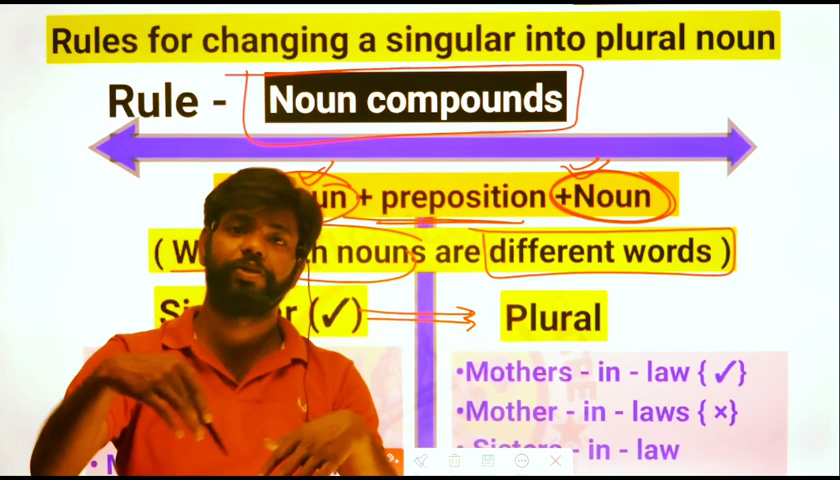 Rules for changing a singular into plural noun
Rule - Noun compounds
+ preposition +Noun
( nouns are different words )
(✓) Plural
•Mothers - in - law { ✓}
•Mother - in - laws { ×}
• Sisters - in - law